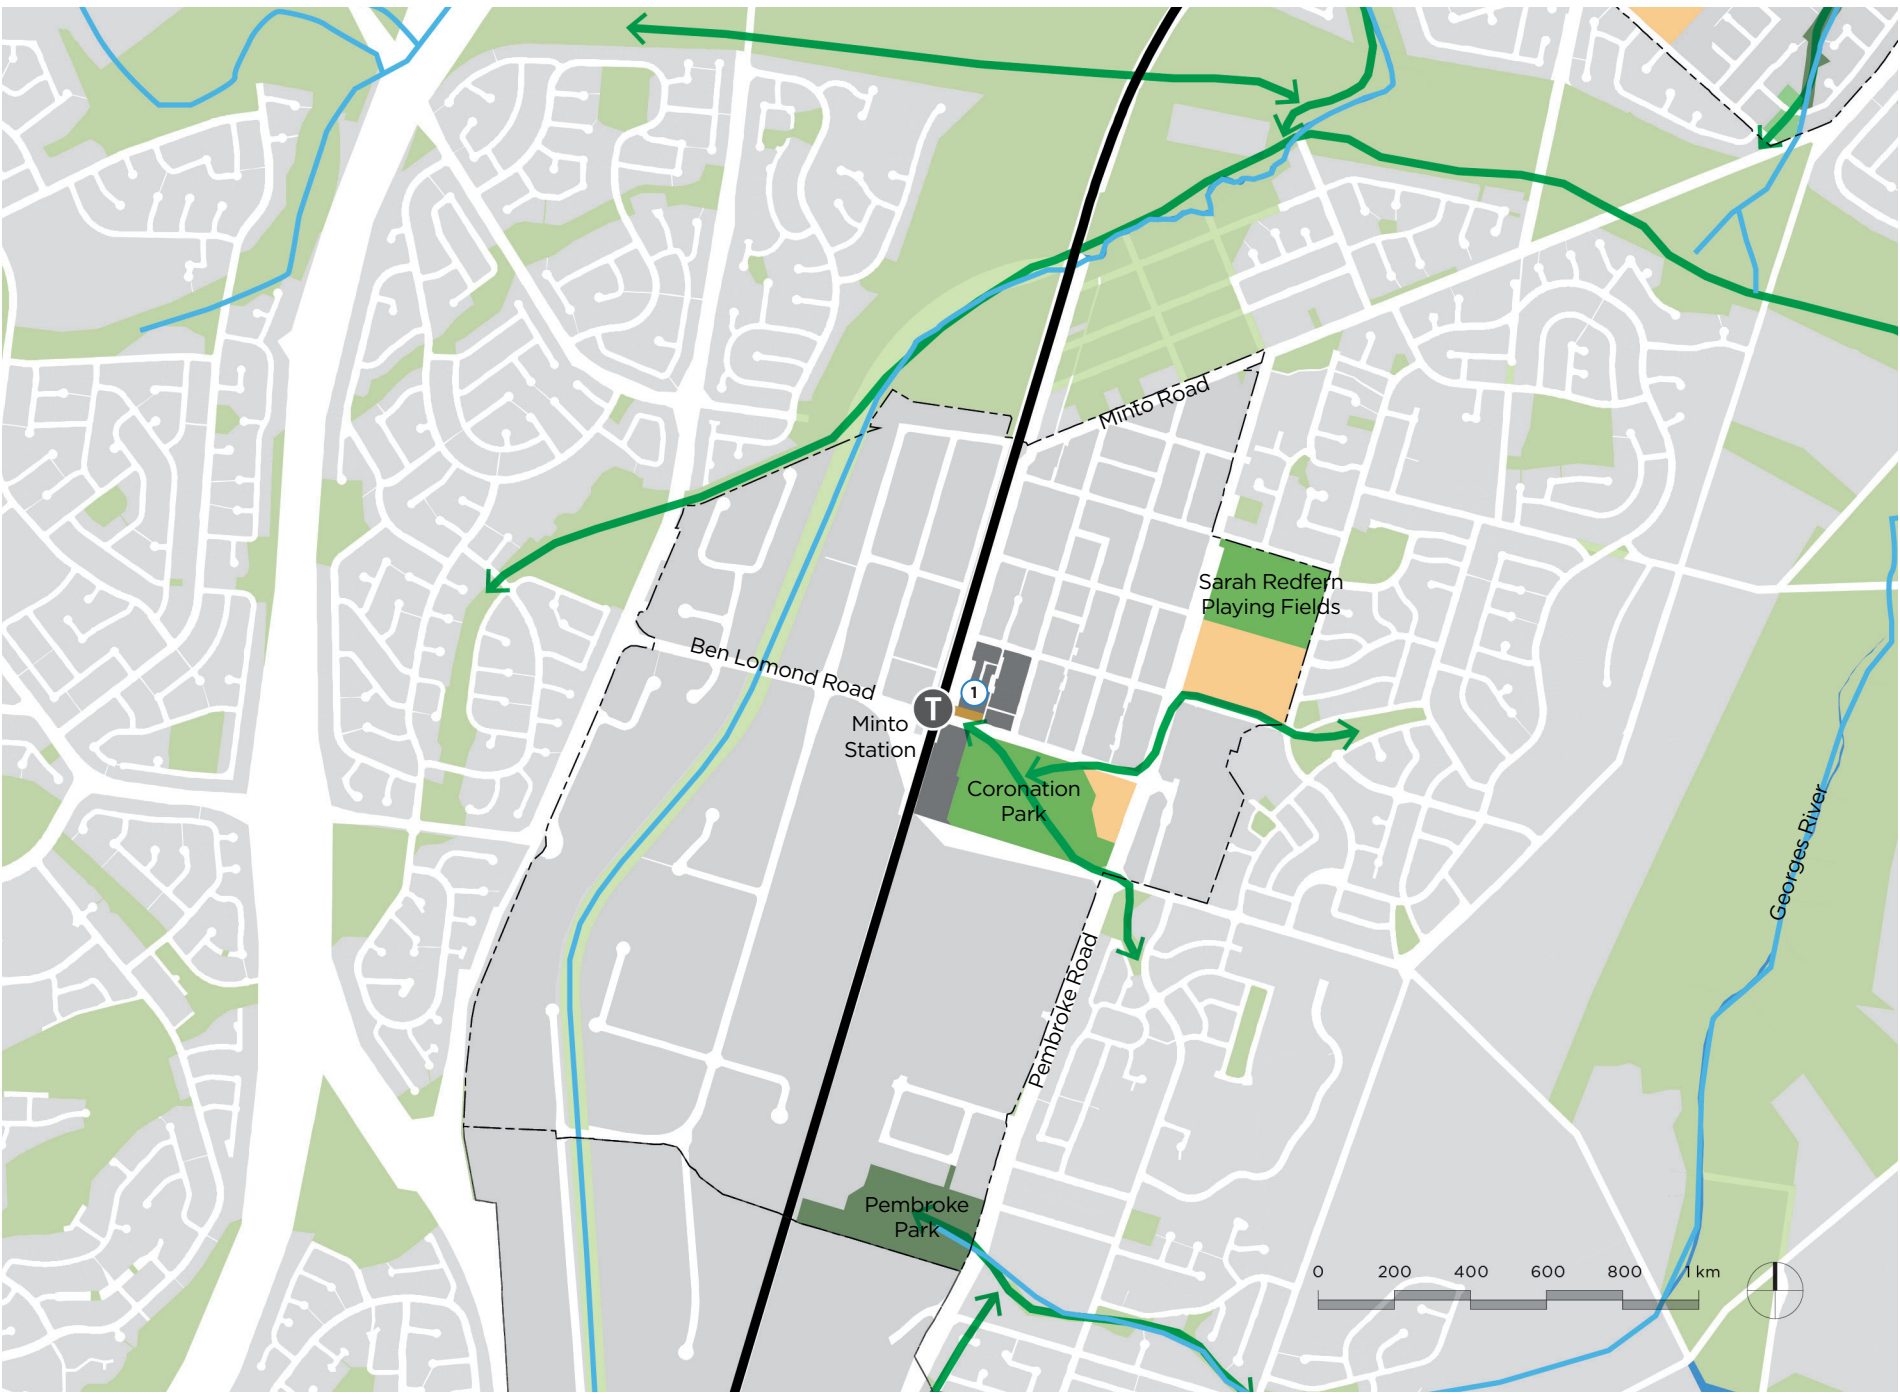 Minto Road
Sarah Redfern
Playing Fields
Ben Lomond Road
T
1
Minto
Station
Coronation
Park
Georges River
Pembroke Road
Pembroke
Park
0 200 400 600 800 1 km